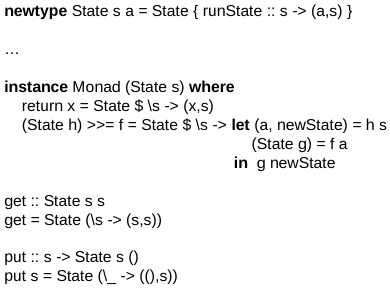 newtype State s a = State { runState :: s -> (a,s) }
…
instance Monad (State s) where
return x = State $ \s -> (x,s)
(State h) >>= f = State $ \s -> let (a, newState) = h s
(State g) = f a
in g newState
get :: State s s
get = State (\s -> (s,s))
put :: s -> State s ()
put s = State (\_ -> ((),s))